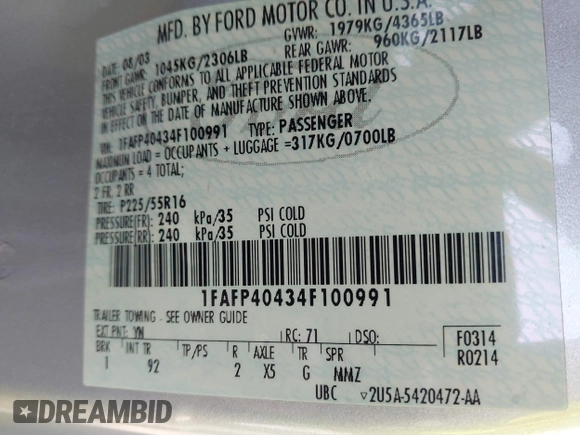 MFD. BY FORD MOTOR CO. IN U.S.A.
DATE: 08/03 GVWR: 1979KG/4365LB
FRONT GAWR: 1045KG/2306LB REAR GAWR: 960KG/2117LB
THIS VEHICLE CONFORMS TO ALL APPLICABLE FEDERAL MOTOR
VEHICLE SAFETY, BUMPER, AND THEFT PREVENTION STANDARDS
IN EFFECT ON THE DATE OF MANUFACTURE SHOWN ABOVE.
VIN: 1FAFP40434F100991 TYPE: PASSENGER
MAXIMUM LOAD = OCCUPANTS + LUGGAGE =317KG/0700LB
OCCUPANTS = 4 TOTAL;
2 FR, 2 RR
TIRE: P225/55R16
PRESSURE(FR): 240 kPa/35 PSI COLD
PRESSURE(RR): 240 kPa/35 PSI COLD
1FAFP40434F100991
TRAILER TOWING - SEE OWNER GUIDE
EXT PNT: YN RC: 71 DSO: F0314
BRK INT TR TP/PS R AXLE TR SPR R0214
1 92 2 X5 G MMZ
UBC ▽2U5A-5420472-AA
DREAMBID